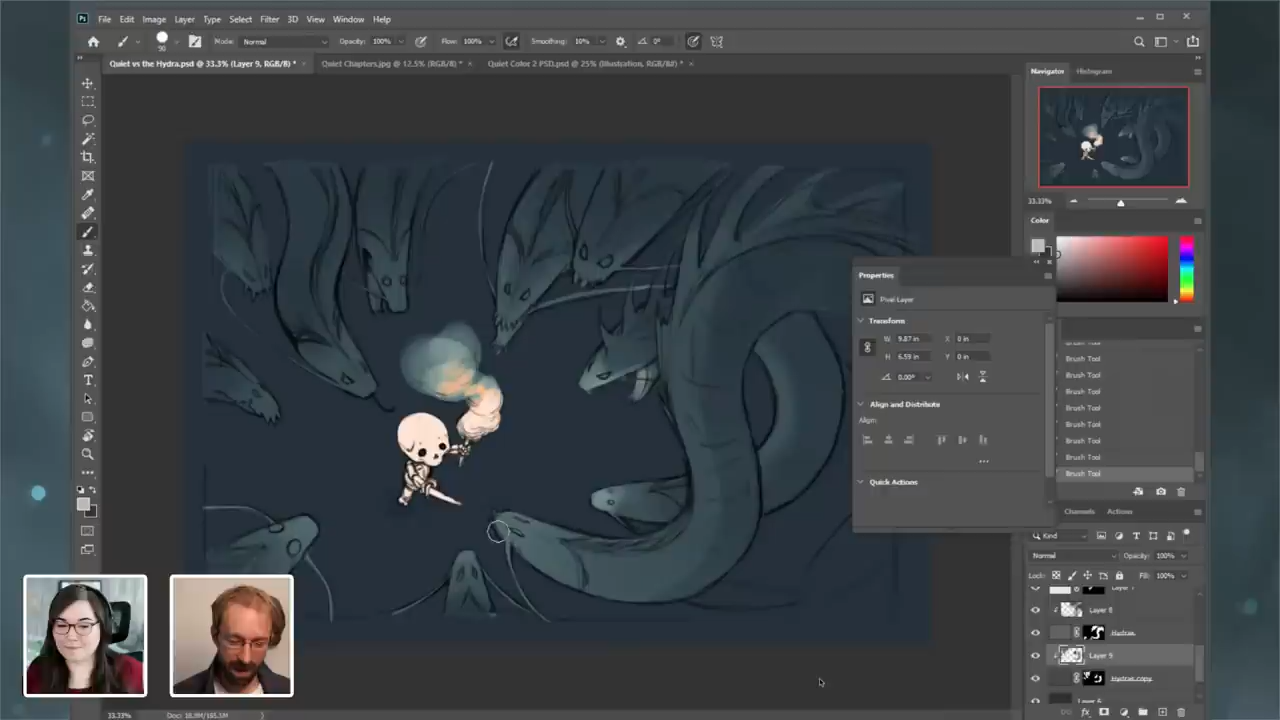 Ps File Edit Image Layer Type Select Filter 3D View Window Help
90 Mode: Normal Opacity: 100% Flow: 100% Smoothing: 10% 0°
Quiet vs the Hydra.psd @ 33.3% (Layer 9, RGB/8) * × Quiet Chapters.jpg @ 12.5% (RGB/8) * × Quiet Color 2 PSD.psd @ 25% (Illustration, RGB/8#) * ×
Navigator Histogram
33.33%
Color
Properties
Pixel Layer
Transform
W 9.87 in X 0 in
H 6.59 in Y 0 in
0.00°
Align and Distribute
Align:
Quick Actions
Brush Tool
Brush Tool
Brush Tool
Brush Tool
Brush Tool
Brush Tool
Brush Tool
Brush Tool
Channels Actions
Kind
Normal Opacity: 100%
Lock: Fill: 100%
Layer 8
Hydras
Layer 9
Hydras copy
33.33%